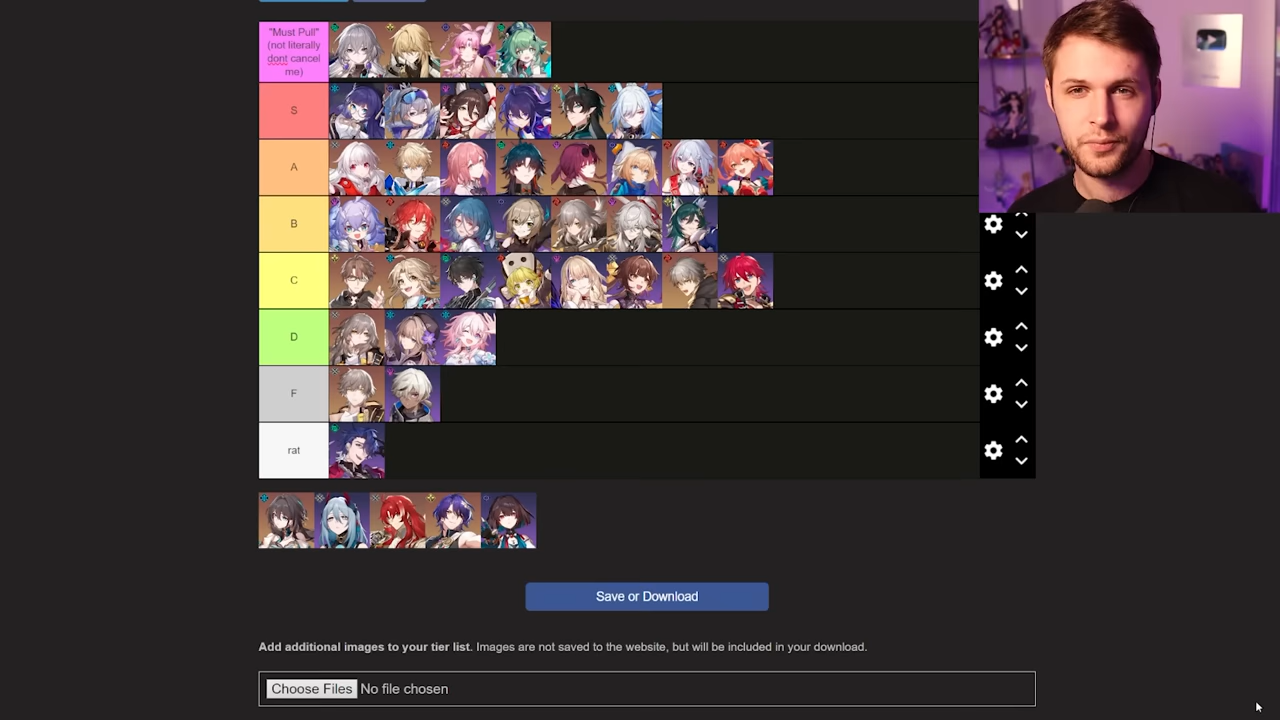 "Must Pull"
(not literally
dont cancel
me)
S
A
B
C
D
F
rat
Save or Download
Add additional images to your tier list. Images are not saved to the website, but will be included in your download.
Choose Files No file chosen